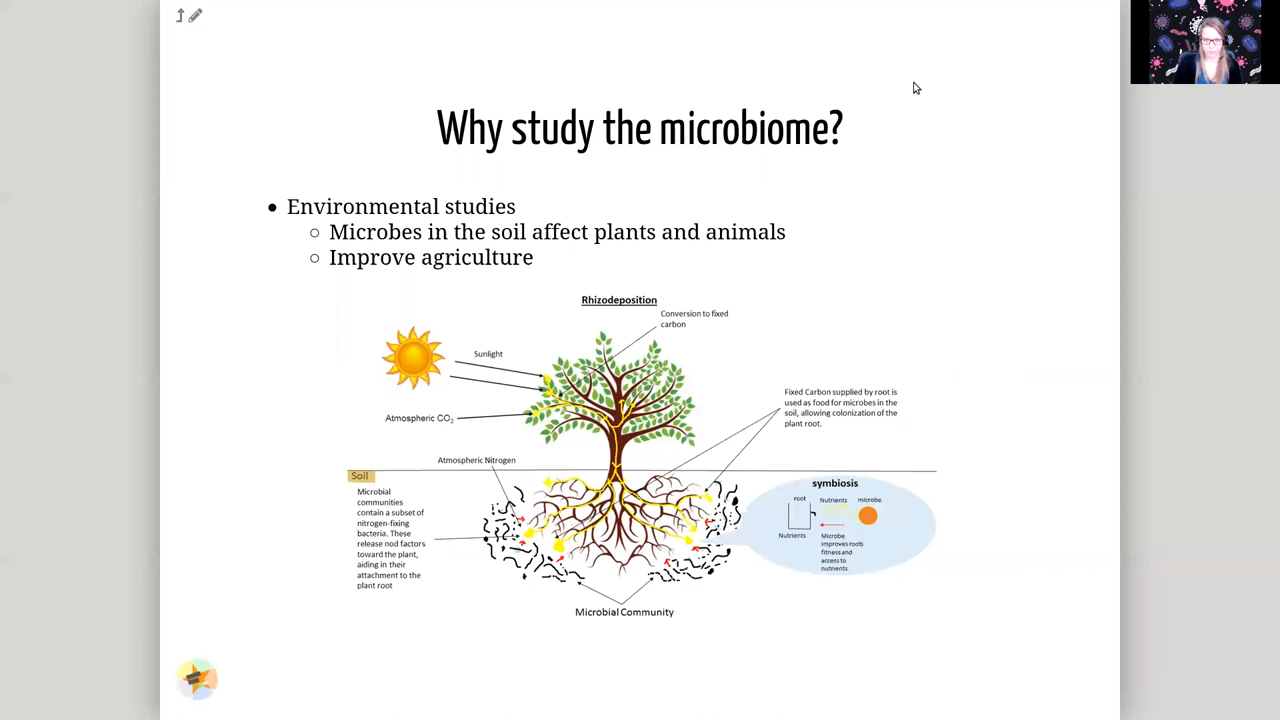 Why study the microbiome?
Environmental studies
Microbes in the soil affect plants and animals
Improve agriculture
Rhizodeposition
Conversion to fixed
carbon
Sunlight
Atmospheric CO₂
Fixed Carbon supplied by root is
used as food for microbes in the
soil, allowing colonization of the
plant root.
Atmospheric Nitrogen
Soil
Microbial
communities
contain a subset of
nitrogen-fixing
bacteria. These
release nod factors
toward the plant,
aiding in their
attachment to the
plant root
symbiosis
root
Nutrients
microbe
Nutrients
Microbe
improves roots
fitness and
access to
nutrients
Microbial Community